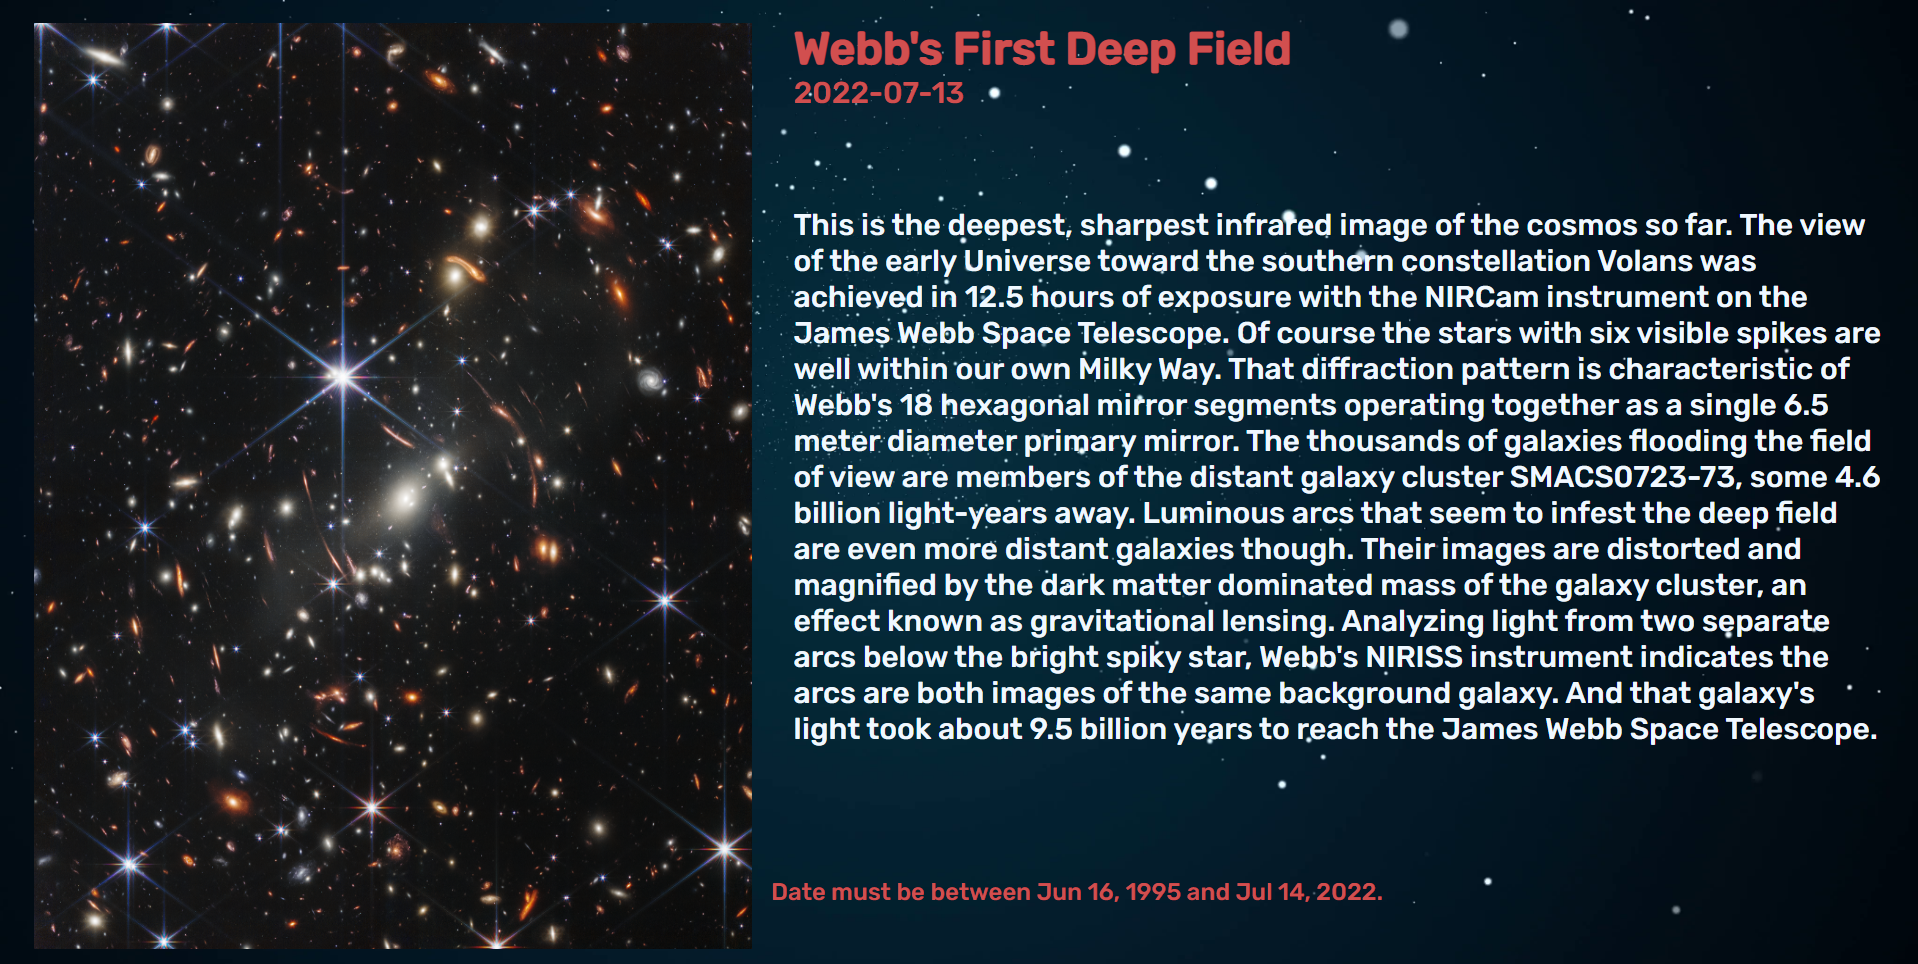 Webb's First Deep Field
2022-07-13
This is the deepest, sharpest infrared image of the cosmos so far. The view
of the early Universe toward the southern constellation Volans was
achieved in 12.5 hours of exposure with the NIRCam instrument on the
James Webb Space Telescope. Of course the stars with six visible spikes are
well within our own Milky Way. That diffraction pattern is characteristic of
Webb's 18 hexagonal mirror segments operating together as a single 6.5
meter diameter primary mirror. The thousands of galaxies flooding the field
of view are members of the distant galaxy cluster SMACS0723-73, some 4.6
billion light-years away. Luminous arcs that seem to infest the deep field
are even more distant galaxies though. Their images are distorted and
magnified by the dark matter dominated mass of the galaxy cluster, an
effect known as gravitational lensing. Analyzing light from two separate
arcs below the bright spiky star, Webb's NIRISS instrument indicates the
arcs are both images of the same background galaxy. And that galaxy's
light took about 9.5 billion years to reach the James Webb Space Telescope.
Date must be between Jun 16, 1995 and Jul 14, 2022.